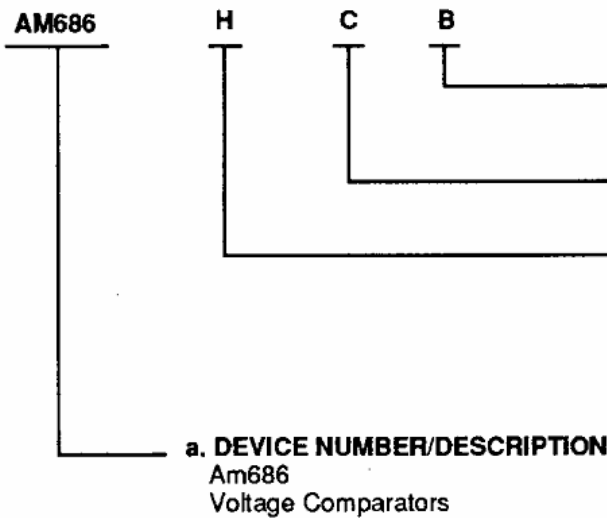 AM686 H C B
a. DEVICE NUMBER/DESCRIPTION
Am686
Voltage Comparators